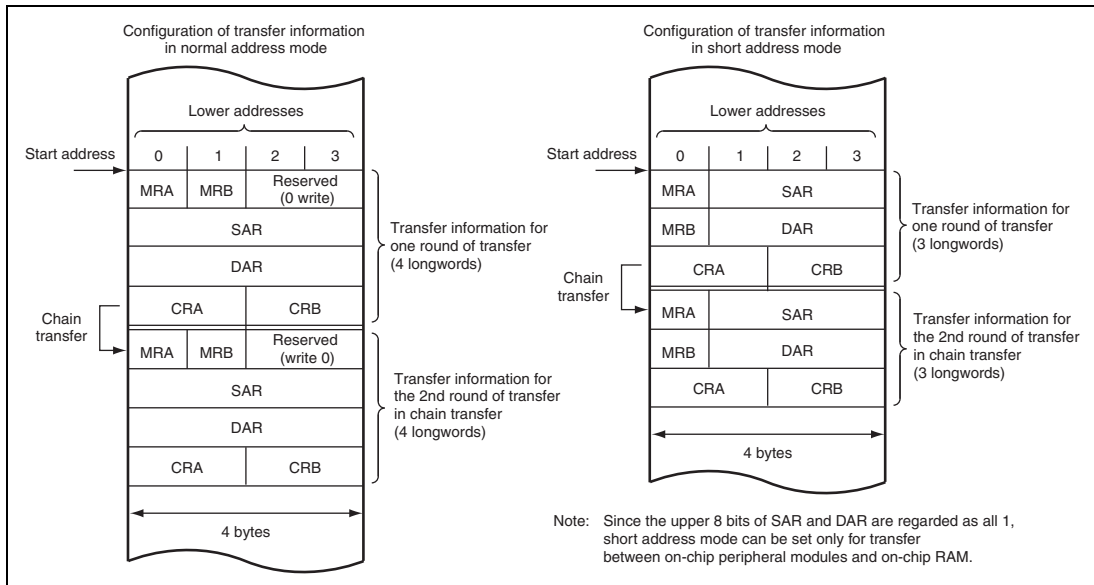 Configuration of transfer information
in normal address mode
Lower addresses
Start address
0 1 2 3
MRA MRB Reserved
(0 write)
SAR
DAR
CRA CRB
Transfer information for
one round of transfer
(4 longwords)
Chain
transfer
MRA MRB Reserved
(write 0)
SAR
DAR
CRA CRB
Transfer information for
the 2nd round of transfer
in chain transfer
(4 longwords)
4 bytes
Configuration of transfer information
in short address mode
Lower addresses
Start address
0 1 2 3
MRA SAR
MRB DAR
CRA CRB
Transfer information for
one round of transfer
(3 longwords)
Chain
transfer
MRA SAR
MRB DAR
CRA CRB
Transfer information for
the 2nd round of transfer
in chain transfer
(3 longwords)
4 bytes
Note: Since the upper 8 bits of SAR and DAR are regarded as all 1,
short address mode can be set only for transfer
between on-chip peripheral modules and on-chip RAM.